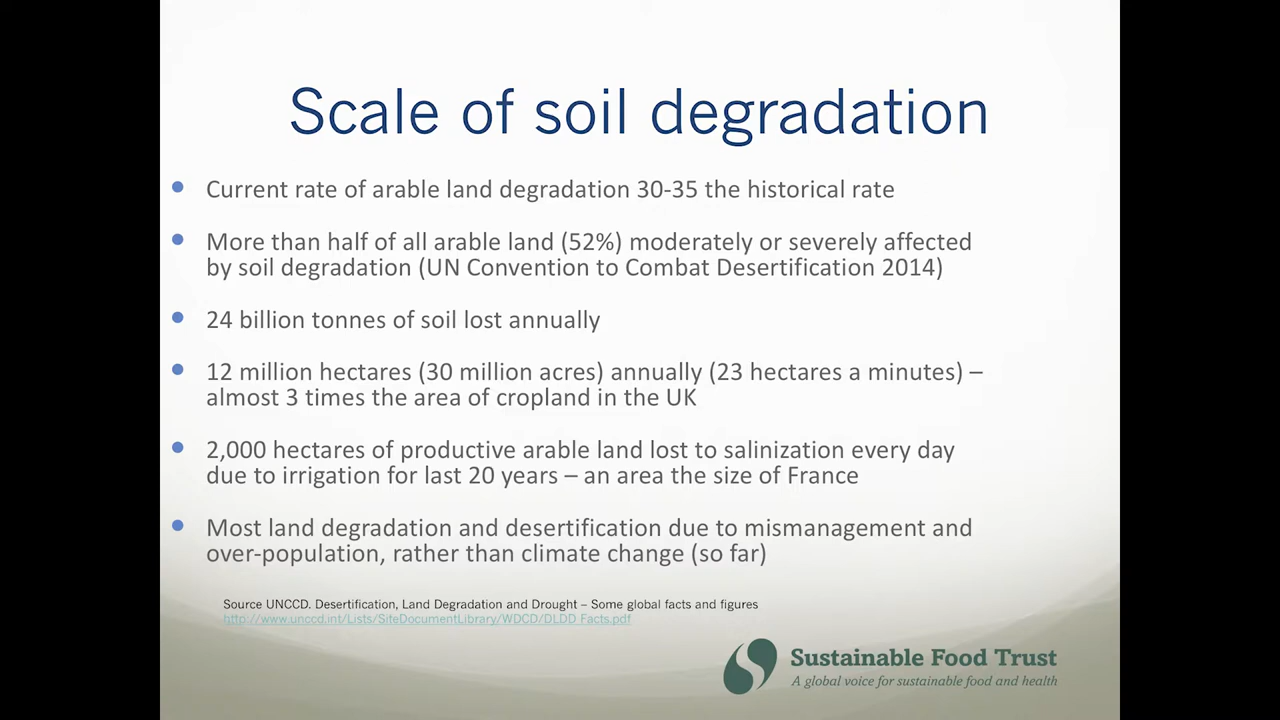 Scale of soil degradation
Current rate of arable land degradation 30-35 the historical rate
More than half of all arable land (52%) moderately or severely affected
by soil degradation (UN Convention to Combat Desertification 2014)
24 billion tonnes of soil lost annually
12 million hectares (30 million acres) annually (23 hectares a minutes) –
almost 3 times the area of cropland in the UK
2,000 hectares of productive arable land lost to salinization every day
due to irrigation for last 20 years – an area the size of France
Most land degradation and desertification due to mismanagement and
over-population, rather than climate change (so far)
Source UNCCD. Desertification, Land Degradation and Drought – Some global facts and figures
http://www.unccd.int/Lists/SiteDocumentLibrary/WDCD/DLDD Facts.pdf
Sustainable Food Trust
A global voice for sustainable food and health